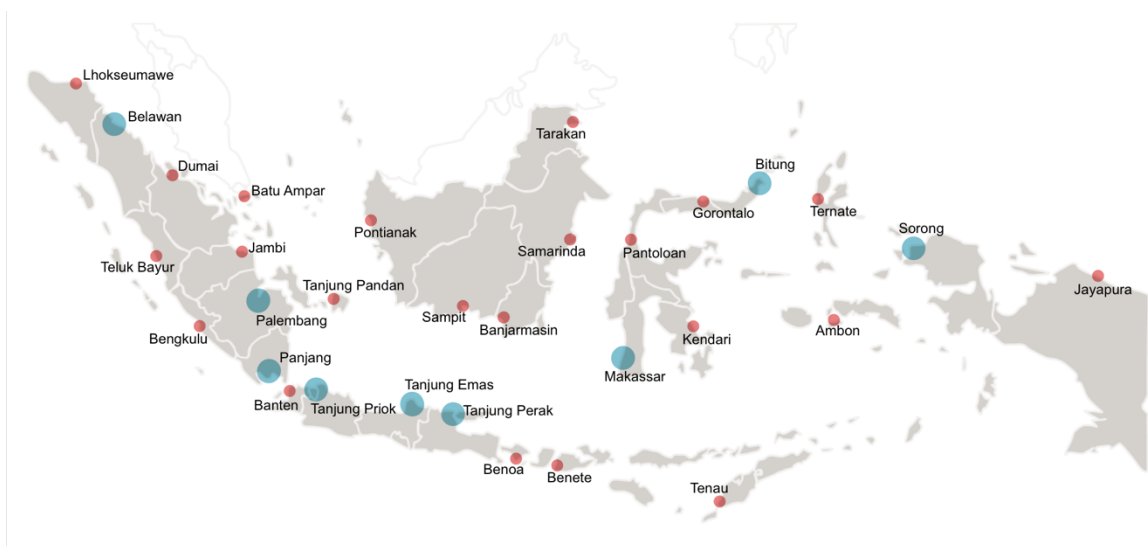 Lhokseumawe
Belawan
Tarakan
Dumai
Bitung
Batu Ampar
Gorontalo
Ternate
Pontianak
Sorong
Jambi
Samarinda
Pantoloan
Teluk Bayur
Tanjung Pandan
Jayapura
Palembang
Sampit
Banjarmasin
Ambon
Bengkulu
Kendari
Panjang
Makassar
Tanjung Emas
Banten
Tanjung Priok
Tanjung Perak
Benoa
Benete
Tenau